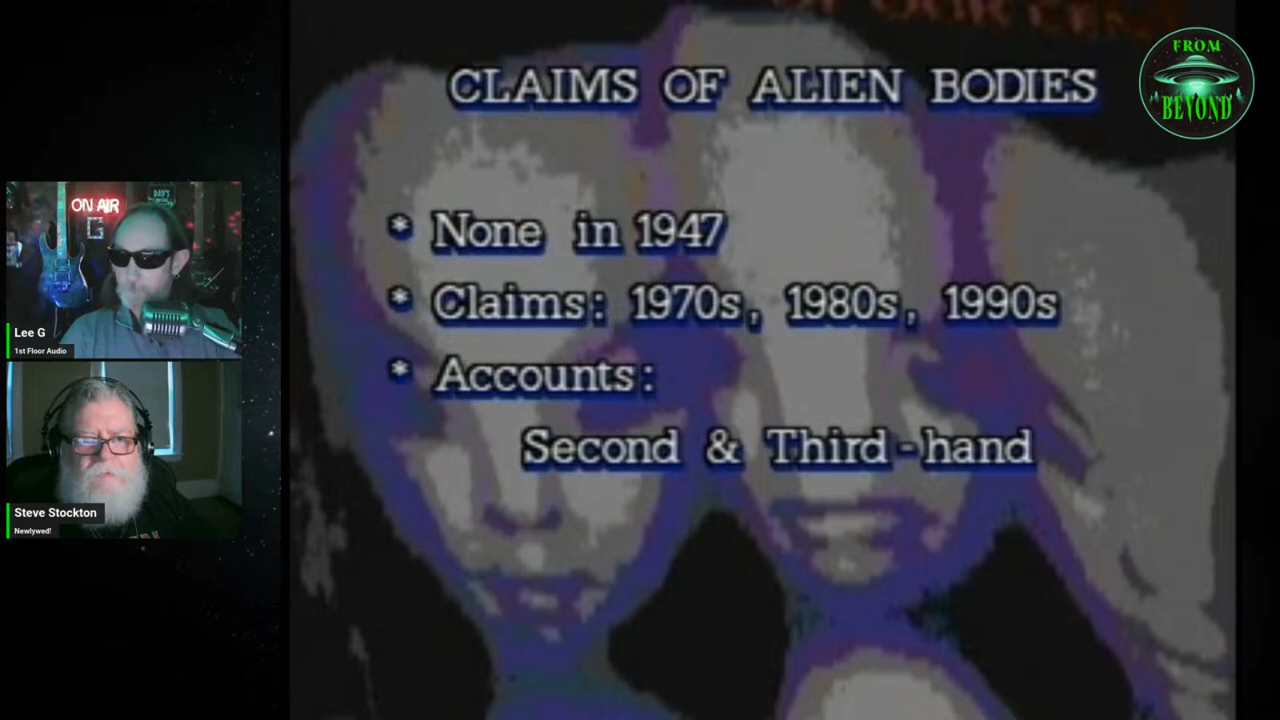 CLAIMS OF ALIEN BODIES
* None in 1947
* Claims: 1970s, 1980s, 1990s
* Accounts:
Second & Third-hand
FROM
BEYOND
ON AIR
Lee G
1st Floor Audio
Steve Stockton
Newlywed!